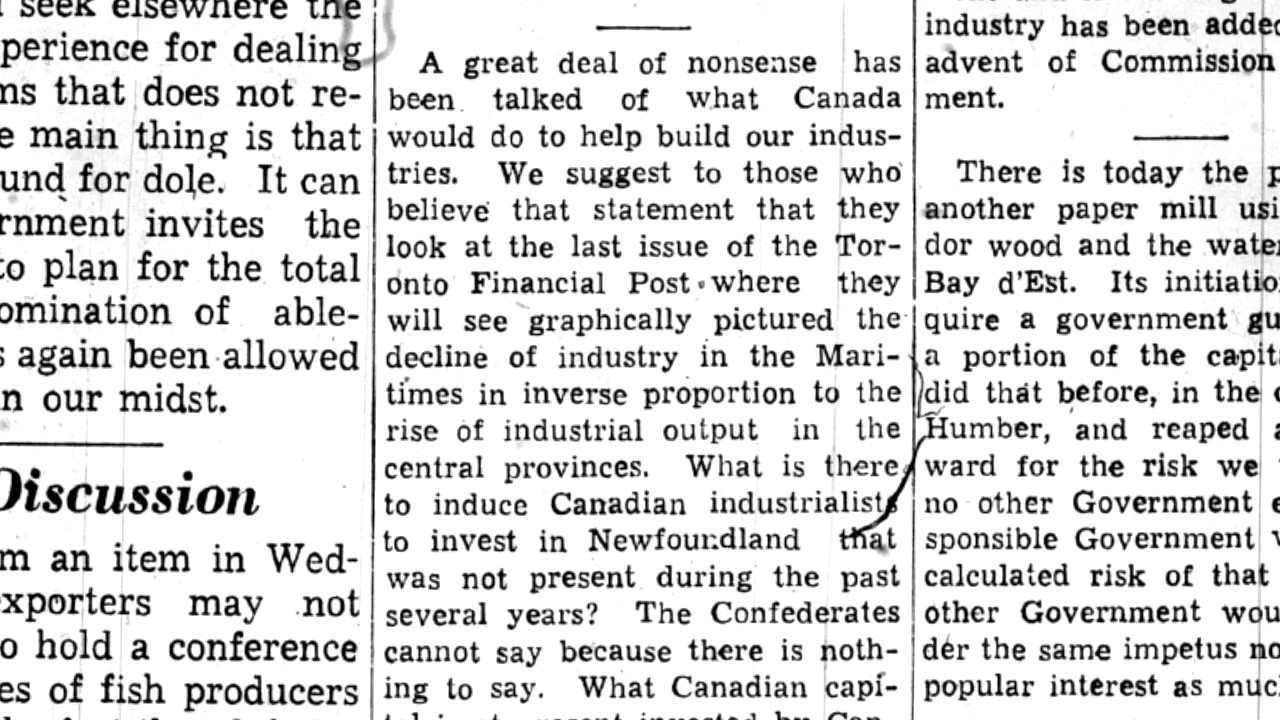 seek elsewhere the
perience for dealing
ms that does not re-
e main thing is that
und for dole. It can
rnment invites the
to plan for the total
omination of able-
s again been allowed
n our midst.
Discussion
m an item in Wed-
exporters may not
o hold a conference
es of fish producers
A great deal of nonsense has
been talked of what Canada
would do to help build our indus-
tries. We suggest to those who
believe that statement that they
look at the last issue of the Tor-
onto Financial Post where they
will see graphically pictured the
decline of industry in the Mari-
times in inverse proportion to the
rise of industrial output in the
central provinces. What is there
to induce Canadian industrialists
to invest in Newfoundland that
was not present during the past
several years? The Confederates
cannot say because there is noth-
ing to say. What Canadian capi-
industry has been added
advent of Commission
ment.
There is today the p
another paper mill usi
dor wood and the water
Bay d'Est. Its initiatio
quire a government gu
a portion of the capit
did that before, in the
Humber, and reaped a
ward for the risk we
no other Government e
sponsible Government
calculated risk of that
other Government wou
der the same impetus no
popular interest as much